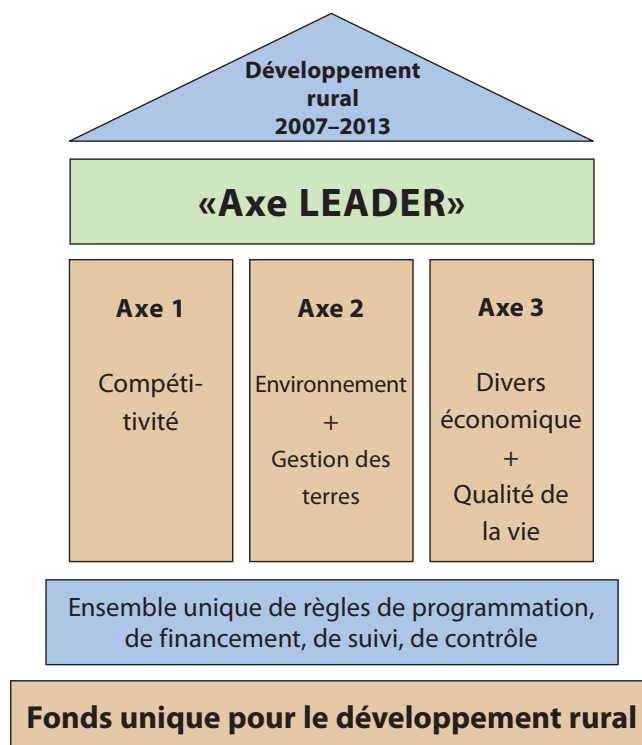 Développement
rural
2007–2013
«Axe LEADER»
Axe 1
Compéti-
tivité
Axe 2
Environnement
+
Gestion des
terres
Axe 3
Divers
économique
+
Qualité de
la vie
Ensemble unique de règles de programmation,
de financement, de suivi, de contrôle
Fonds unique pour le développement rural